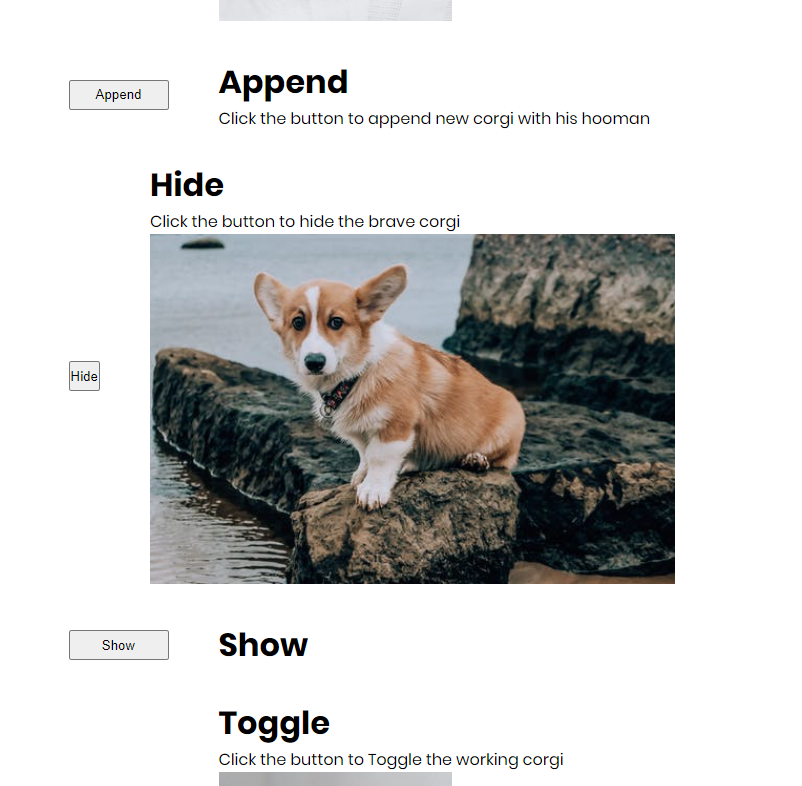 Append
Append
Click the button to append new corgi with his hooman
Hide
Click the button to hide the brave corgi
Hide
Show
Show
Toggle
Click the button to Toggle the working corgi